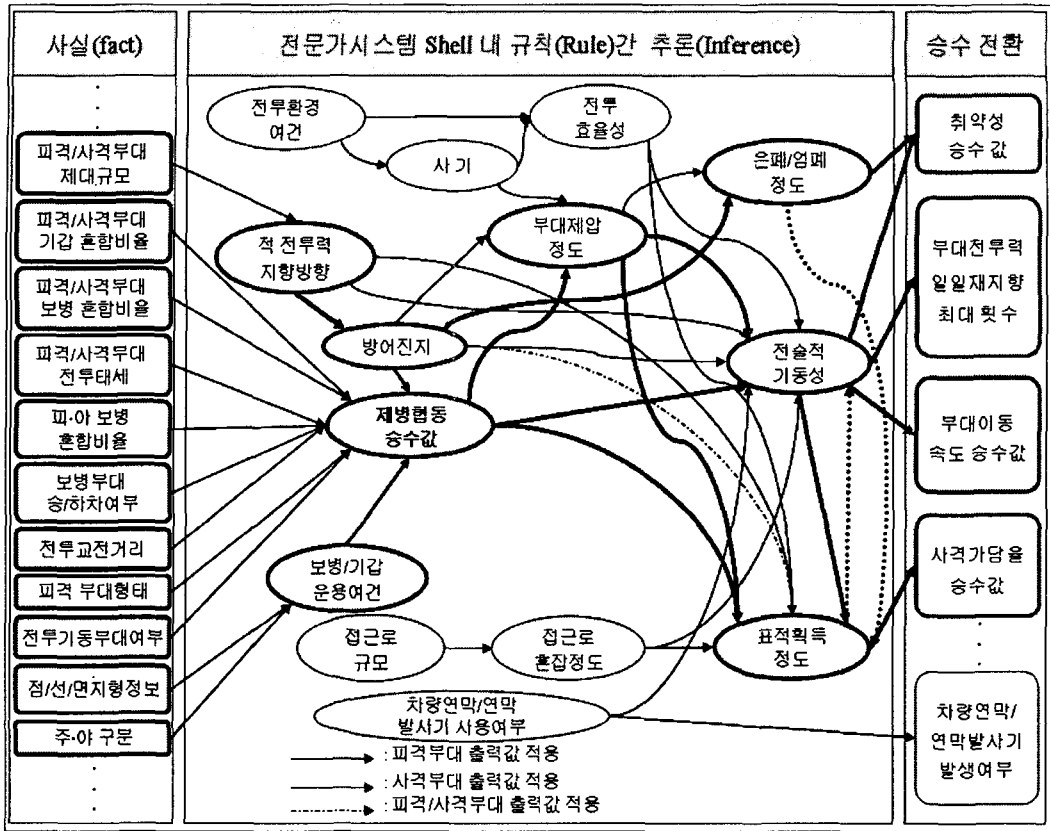 사실(fact)
전문가시스템 Shell 내 규칙(Rule)간 추론(Inference)
승수 전환
피격/사격부대
제대규모
피격/사격부대
기갑 혼합비율
피격/사격부대
보병 혼합비율
피격/사격부대
전투태세
피·아 보병
혼합비율
보병부대
승/하차여부
전투교전거리
피격 부대형태
전투기동부대여부
점/선/면지형정보
주·야 구분
전투환경
여건
전투
효율성
사기
은폐/엄폐
정도
부대제압
정도
적 전투력
지향방향
방어진지
전술적
기동성
제병협동
승수값
보병/기갑
운용여건
접근로
규모
접근로
혼잡정도
표적획득
정도
차량연막/연막
발사기 사용여부
: 피격부대 출력값 적용
: 사격부대 출력값 적용
: 피격/사격부대 출력값 적용
취약성
승수 값
부대전투력
일일재지향
최대 횟수
부대이동
속도 승수값
사격가담율
승수값
차량연막/
연막발사기
발생여부